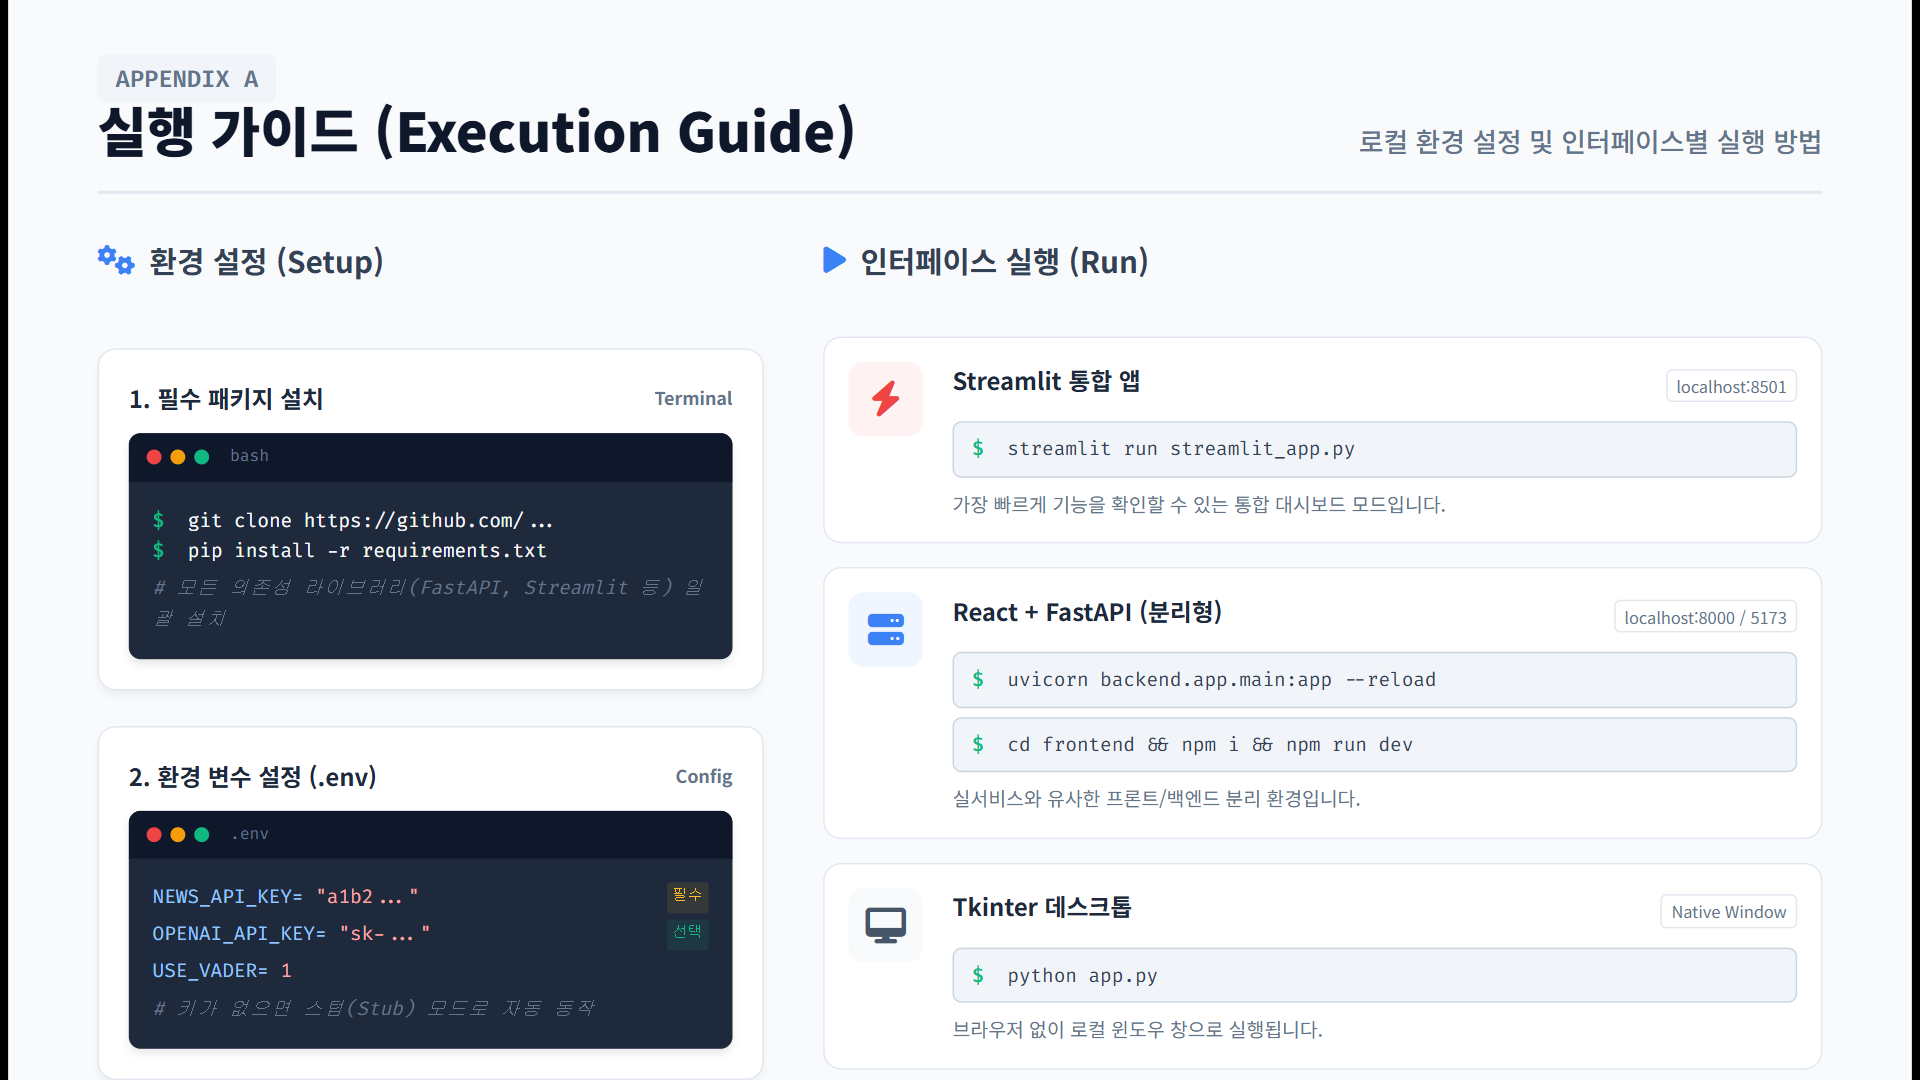 APPENDIX A
실행 가이드 (Execution Guide)
로컬 환경 설정 및 인터페이스별 실행 방법
환경 설정 (Setup)
1. 필수 패키지 설치
Terminal
bash
$ git clone https://github.com/...
$ pip install -r requirements.txt
# 모든 의존성 라이브러리(FastAPI, Streamlit 등) 일
괄 설치
2. 환경 변수 설정 (.env)
Config
.env
NEWS_API_KEY= "a1b2..."
필수
OPENAI_API_KEY= "sk-..."
선택
USE_VADER= 1
# 키가 없으면 스텁(Stub) 모드로 자동 동작
인터페이스 실행 (Run)
Streamlit 통합 앱
localhost:8501
$ streamlit run streamlit_app.py
가장 빠르게 기능을 확인할 수 있는 통합 대시보드 모드입니다.
React + FastAPI (분리형)
localhost:8000 / 5173
$ uvicorn backend.app.main:app --reload
$ cd frontend && npm i && npm run dev
실서비스와 유사한 프론트/백엔드 분리 환경입니다.
Tkinter 데스크톱
Native Window
$ python app.py
브라우저 없이 로컬 윈도우 창으로 실행됩니다.